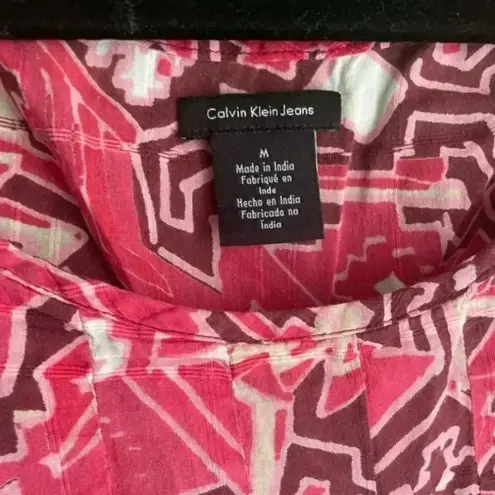 Calvin Klein Jeans
M
Made in India
Fabriqué en
Inde
Hecho en India
Fabricado na
India